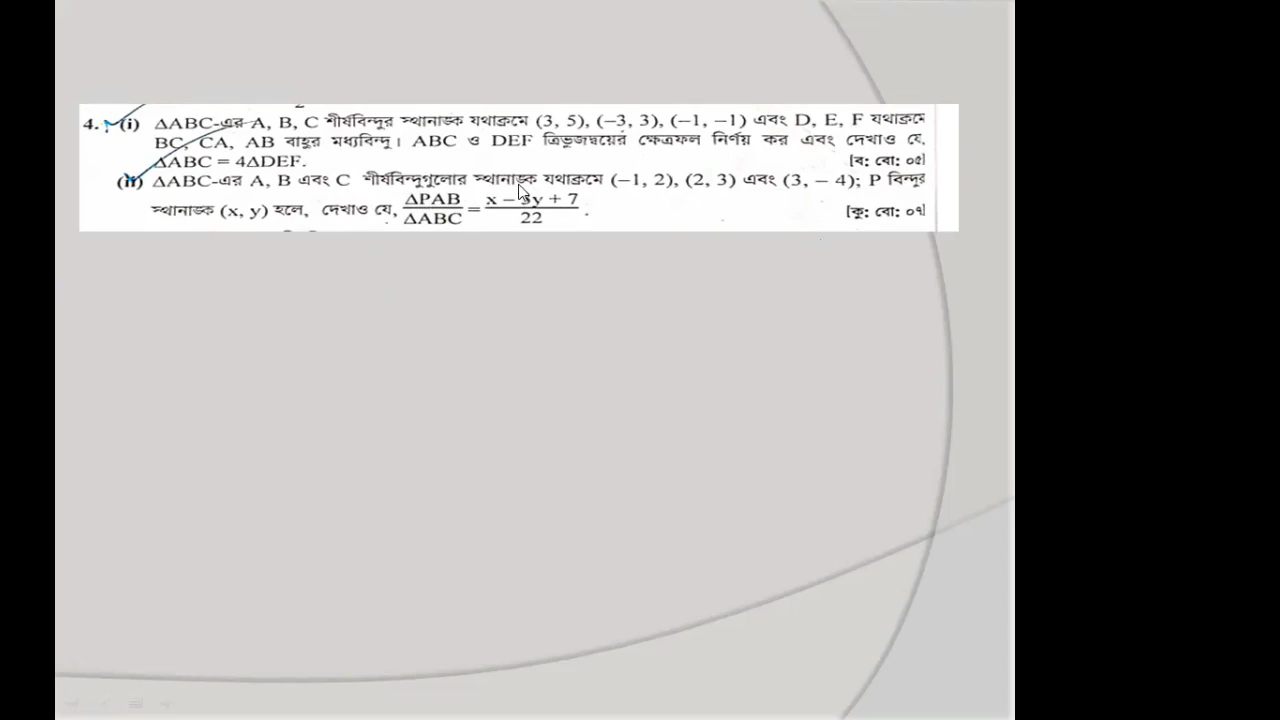 4. (i) ΔABC-এর A, B, C শীর্ষবিন্দুর স্থানাঙ্ক যথাক্রমে (3, 5), (−3, 3), (−1, −1) এবং D, E, F যথাক্রমে
BC, CA, AB বাহুর মধ্যবিন্দু। ABC ও DEF ত্রিভুজদ্বয়ের ক্ষেত্রফল নির্ণয় কর এবং দেখাও যে,
ΔABC = 4ΔDEF. [ব: বো: ০৫]
(ii) ΔABC-এর A, B এবং C শীর্ষবিন্দুগুলোর স্থানাঙ্ক যথাক্রমে (−1, 2), (2, 3) এবং (3, − 4); P বিন্দুর
স্থানাঙ্ক (x, y) হলে, দেখাও যে, ΔPAB/ΔABC = x − 3y + 7/22 . [কু: বো: ০৭]